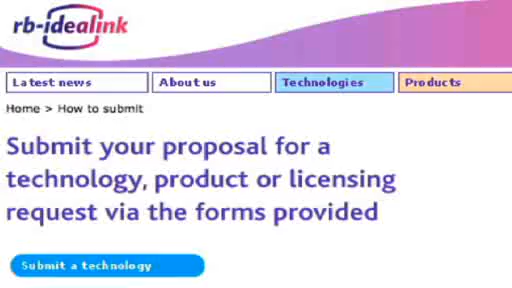 rb-idealink
Latest news About us Technologies Products
Home > How to submit
Submit your proposal for a
technology, product or licensing
request via the forms provided
Submit a technology